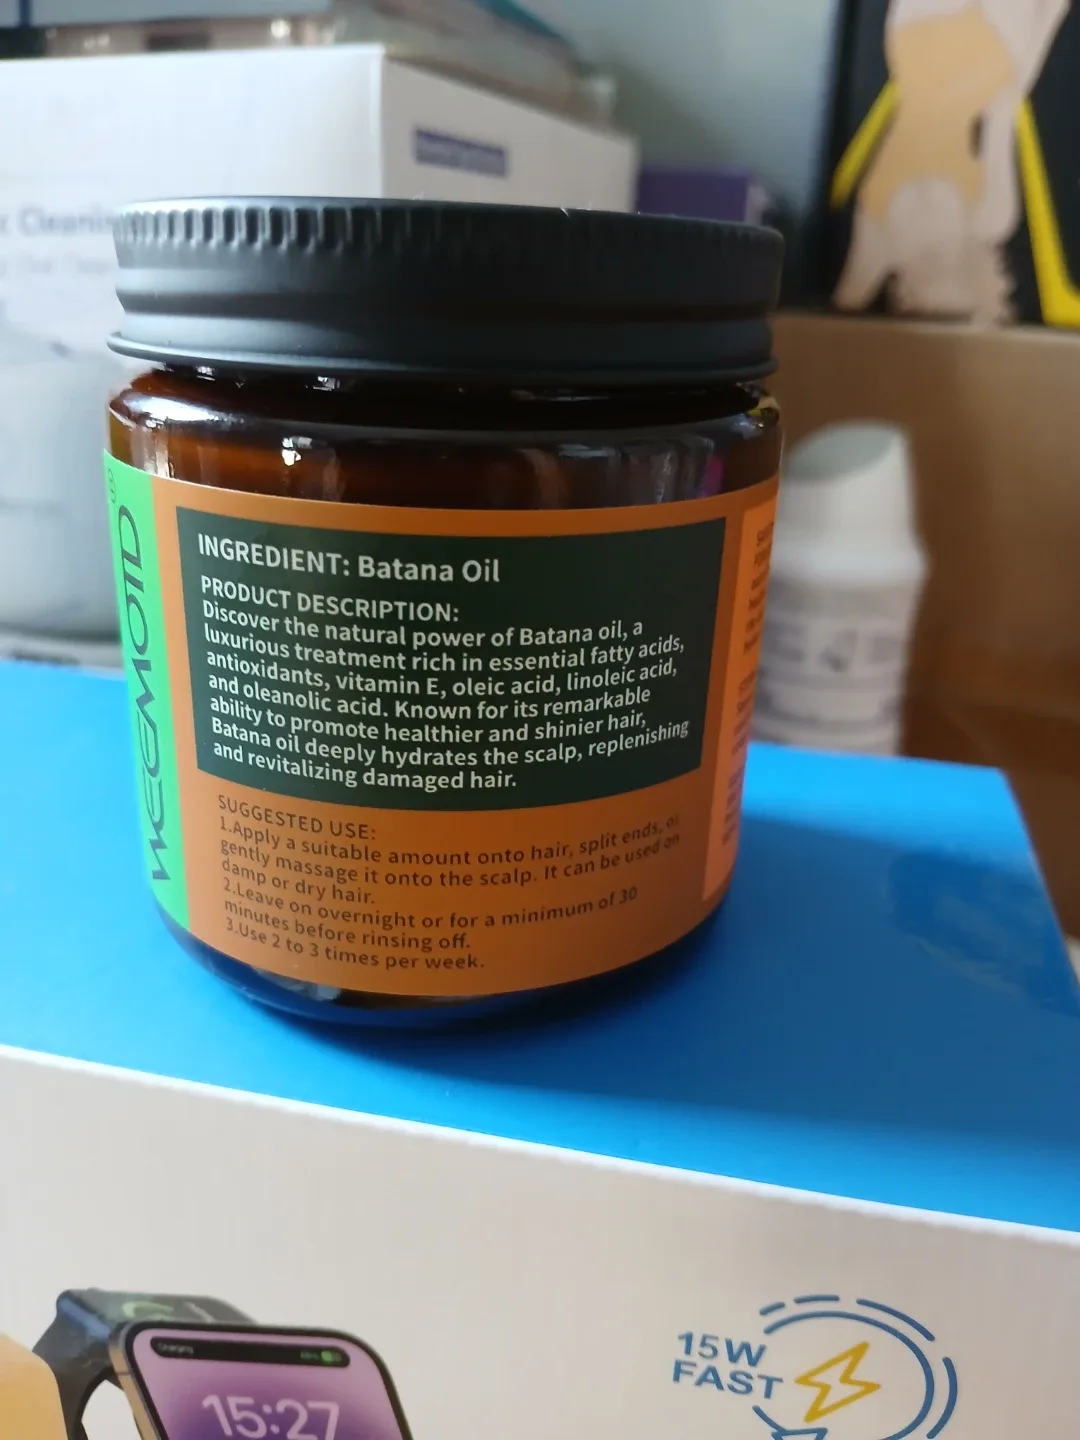 Cleaning
WEEMOTD
INGREDIENT: Batana Oil
PRODUCT DESCRIPTION:
Discover the natural power of Batana oil, a
luxurious treatment rich in essential fatty acids,
antioxidants, vitamin E, oleic acid, linoleic acid,
and oleanolic acid. Known for its remarkable
ability to promote healthier and shinier hair,
Batana oil deeply hydrates the scalp, replenishing
and revitalizing damaged hair.
SUGGESTED USE:
1.Apply a suitable amount onto hair, split ends, or
gently massage it onto the scalp. It can be used on
damp or dry hair.
2.Leave on overnight or for a minimum of 30
minutes before rinsing off.
3.Use 2 to 3 times per week.
Charging
15:27
15W
FAST